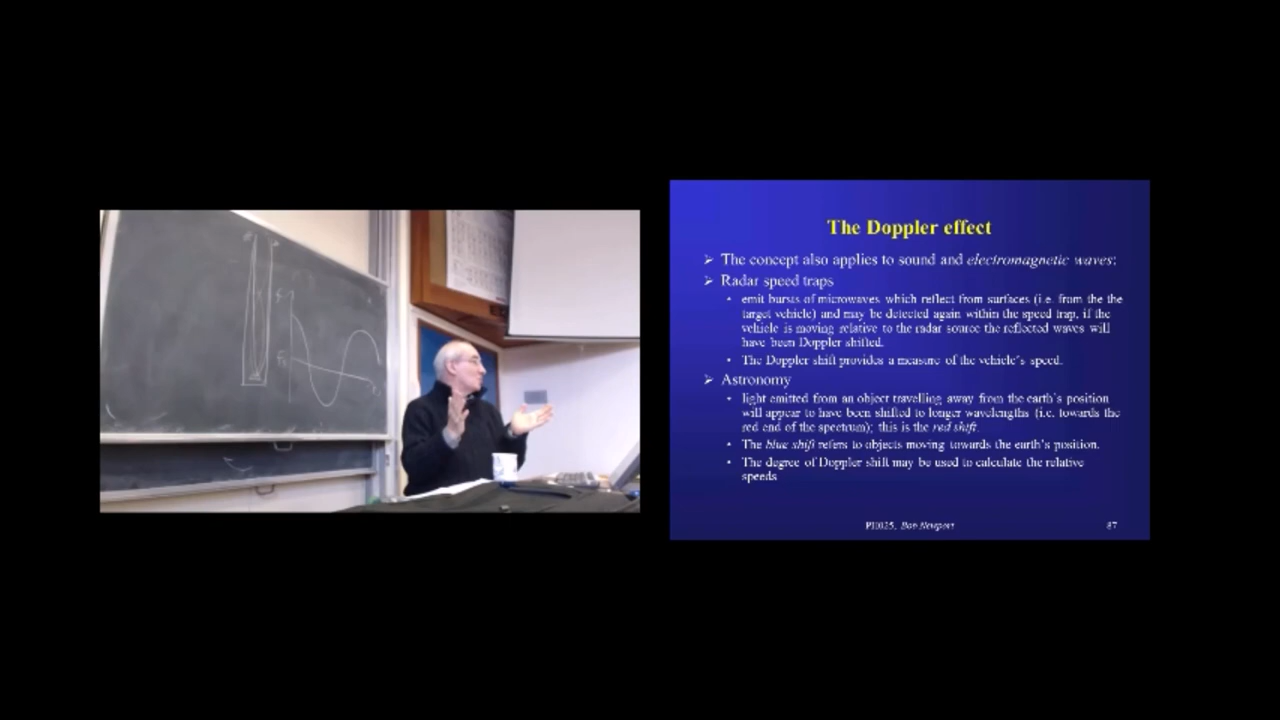 The Doppler effect
➢ The concept also applies to sound and electromagnetic waves:
➢ Radar speed traps
• emit bursts of microwaves which reflect from surfaces (i.e. from the the
target vehicle) and may be detected again within the speed trap, if the
vehicle is moving relative to the radar source the reflected waves will
have been Doppler shifted.
• The Doppler shift provides a measure of the vehicle's speed.
➢ Astronomy
• light emitted from an object travelling away from the earth's position
will appear to have been shifted to longer wavelengths (i.e. towards the
red end of the spectrum); this is the red shift.
• The blue shift refers to objects moving towards the earth's position.
• The degree of Doppler shift may be used to calculate the relative
speeds
PH025, Bob Newport
87